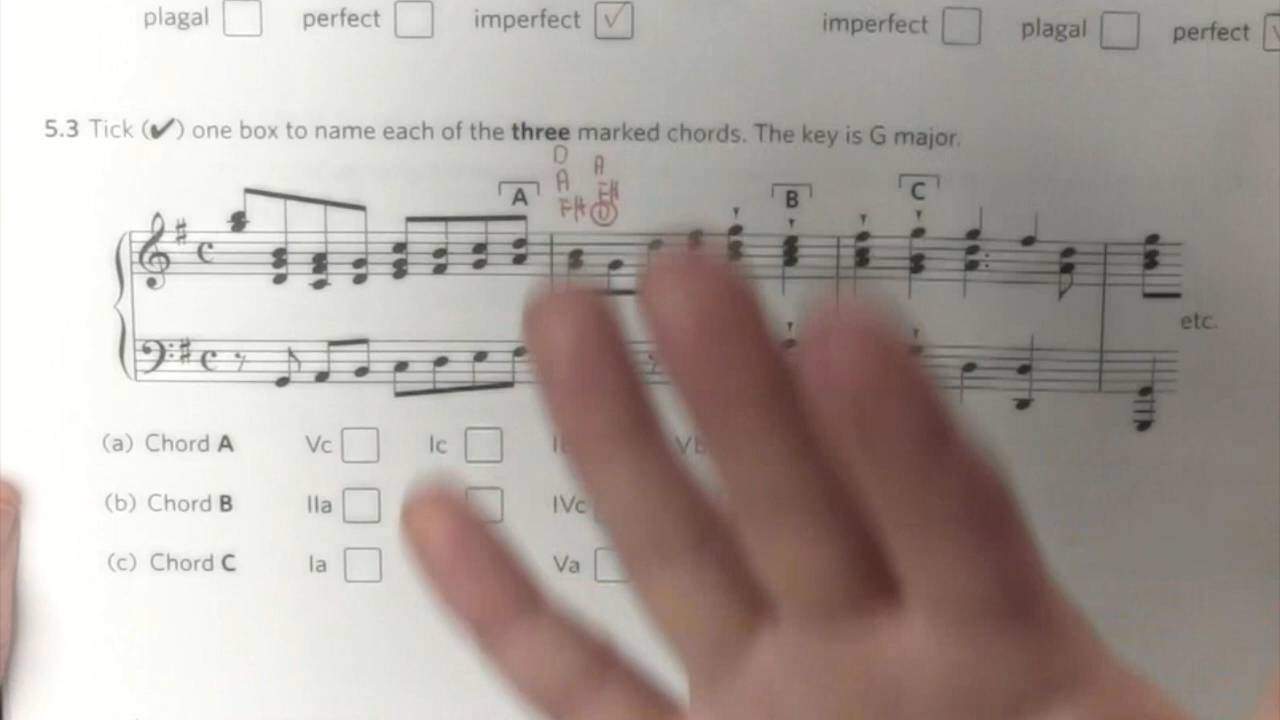 plagal perfect imperfect ✓ imperfect plagal perfect
5.3 Tick (✔) one box to name each of the three marked chords. The key is G major.
D A
A F#
F# D
A B C
etc.
(a) Chord A Vc Ic
(b) Chord B IIa IVc
(c) Chord C Ia Va